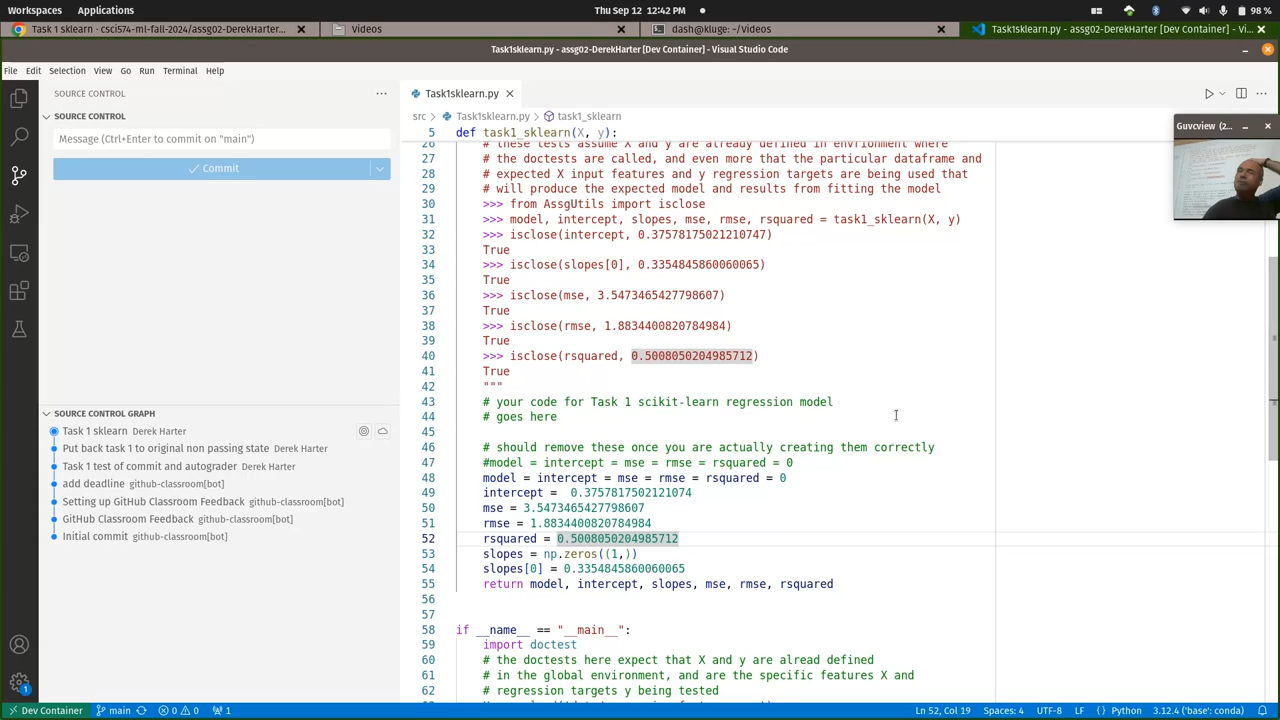 Workspaces Applications Thu Sep 12 12:42 PM 98 %
Task 1 sklearn · csci574-ml-fall-2024/assg02-DerekHarter... Videos dash@kluge: ~/Videos Task1sklearn.py - assg02-DerekHarter [Dev Container] - Vi...
Task1sklearn.py - assg02-DerekHarter [Dev Container] - Visual Studio Code
File Edit Selection View Go Run Terminal Help
SOURCE CONTROL
Task1sklearn.py
SOURCE CONTROL
src > Task1sklearn.py > task1_sklearn
Guvcview (2...
Message (Ctrl+Enter to commit on "main")
Commit
5 def task1_sklearn(X, y):
26 # these tests assume X and y are already defined in envrionment where
27 # the doctests are called, and even more that the particular dataframe and
28 # expected X input features and y regression targets are being used that
29 # will produce the expected model and results from fitting the model
30 >>> from AssgUtils import isclose
31 >>> model, intercept, slopes, mse, rmse, rsquared = task1_sklearn(X, y)
32 >>> isclose(intercept, 0.37578175021210747)
33 True
34 >>> isclose(slopes[0], 0.3354845860060065)
35 True
36 >>> isclose(mse, 3.5473465427798607)
37 True
38 >>> isclose(rmse, 1.8834400820784984)
39 True
40 >>> isclose(rsquared, 0.5008050204985712)
41 True
42 """
43 # your code for Task 1 scikit-learn regression model
44 # goes here
45
46 # should remove these once you are actually creating them correctly
47 #model = intercept = mse = rmse = rsquared = 0
48 model = intercept = mse = rmse = rsquared = 0
49 intercept =  0.3757817502121074
50 mse = 3.5473465427798607
51 rmse = 1.8834400820784984
52 rsquared = 0.5008050204985712
53 slopes = np.zeros((1,))
54 slopes[0] = 0.3354845860060065
55 return model, intercept, slopes, mse, rmse, rsquared
56
57
58 if __name__ == "__main__":
59 import doctest
60 # the doctests here expect that X and y are alread defined
61 # in the global environment, and are the specific features X and
62 # regression targets y being tested
SOURCE CONTROL GRAPH
Task 1 sklearn Derek Harter
Put back task 1 to original non passing state Derek Harter
Task 1 test of commit and autograder Derek Harter
add deadline github-classroom[bot]
Setting up GitHub Classroom Feedback github-classroom[bot]
GitHub Classroom Feedback github-classroom[bot]
Initial commit github-classroom[bot]
1
Dev Container main 0 0 1 Ln 52, Col 19 Spaces: 4 UTF-8 LF {} Python 3.12.4 ('base': conda)